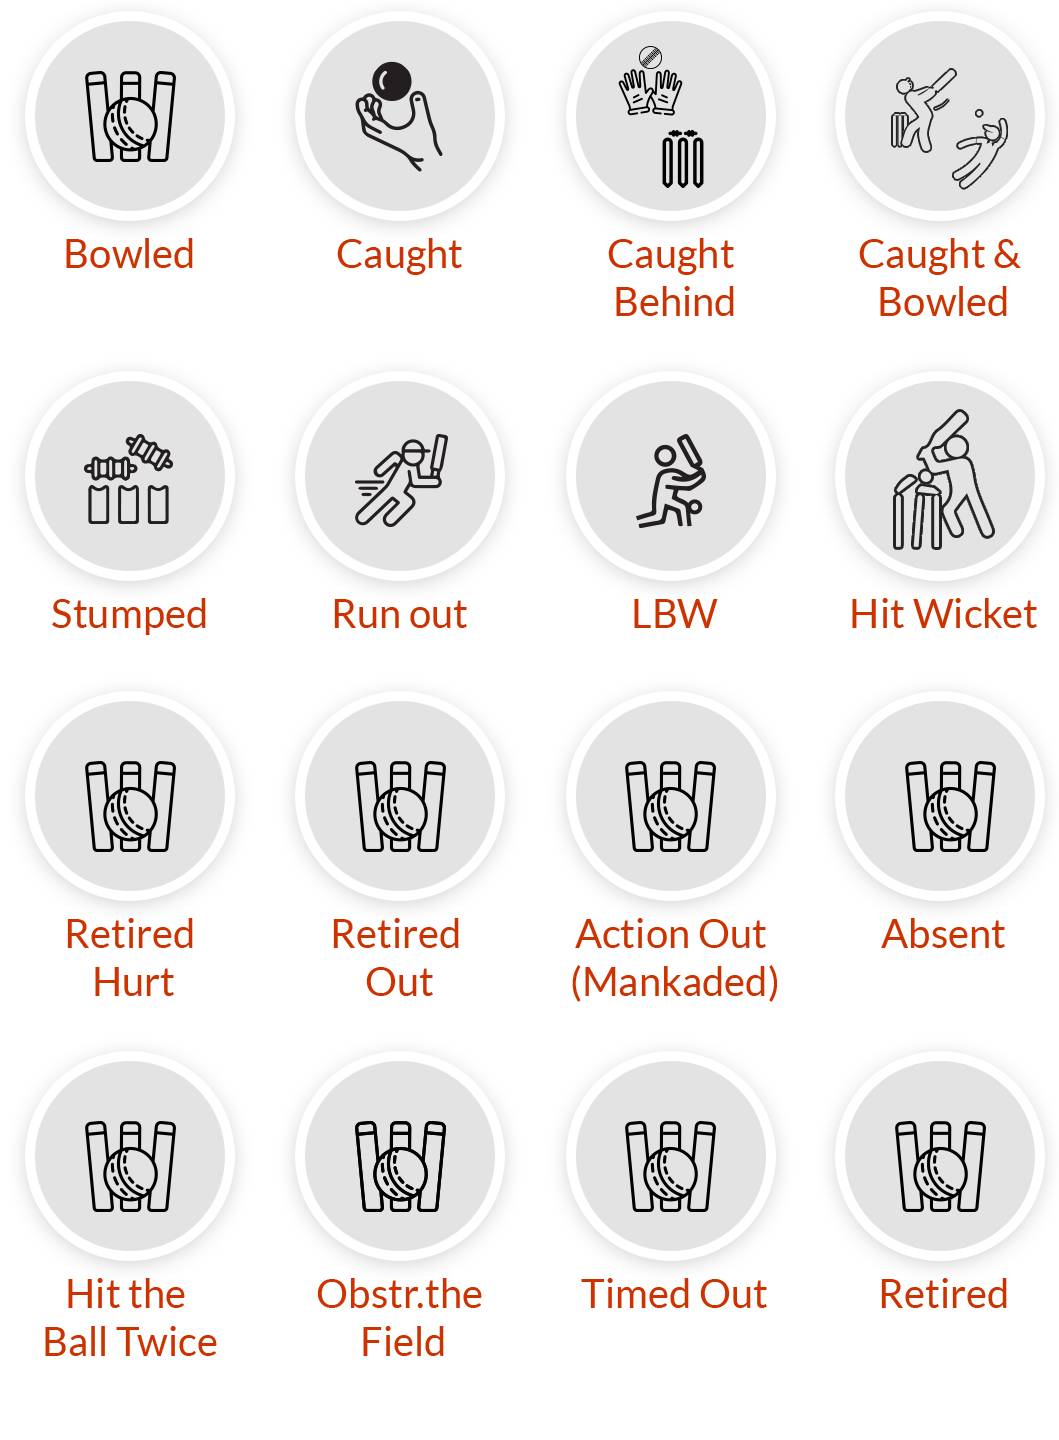 Bowled
Caught
Caught
Behind
Caught &
Bowled
Stumped
Run out
LBW
Hit Wicket
Retired
Hurt
Retired
Out
Action Out
(Mankaded)
Absent
Hit the
Ball Twice
Obstr.the
Field
Timed Out
Retired